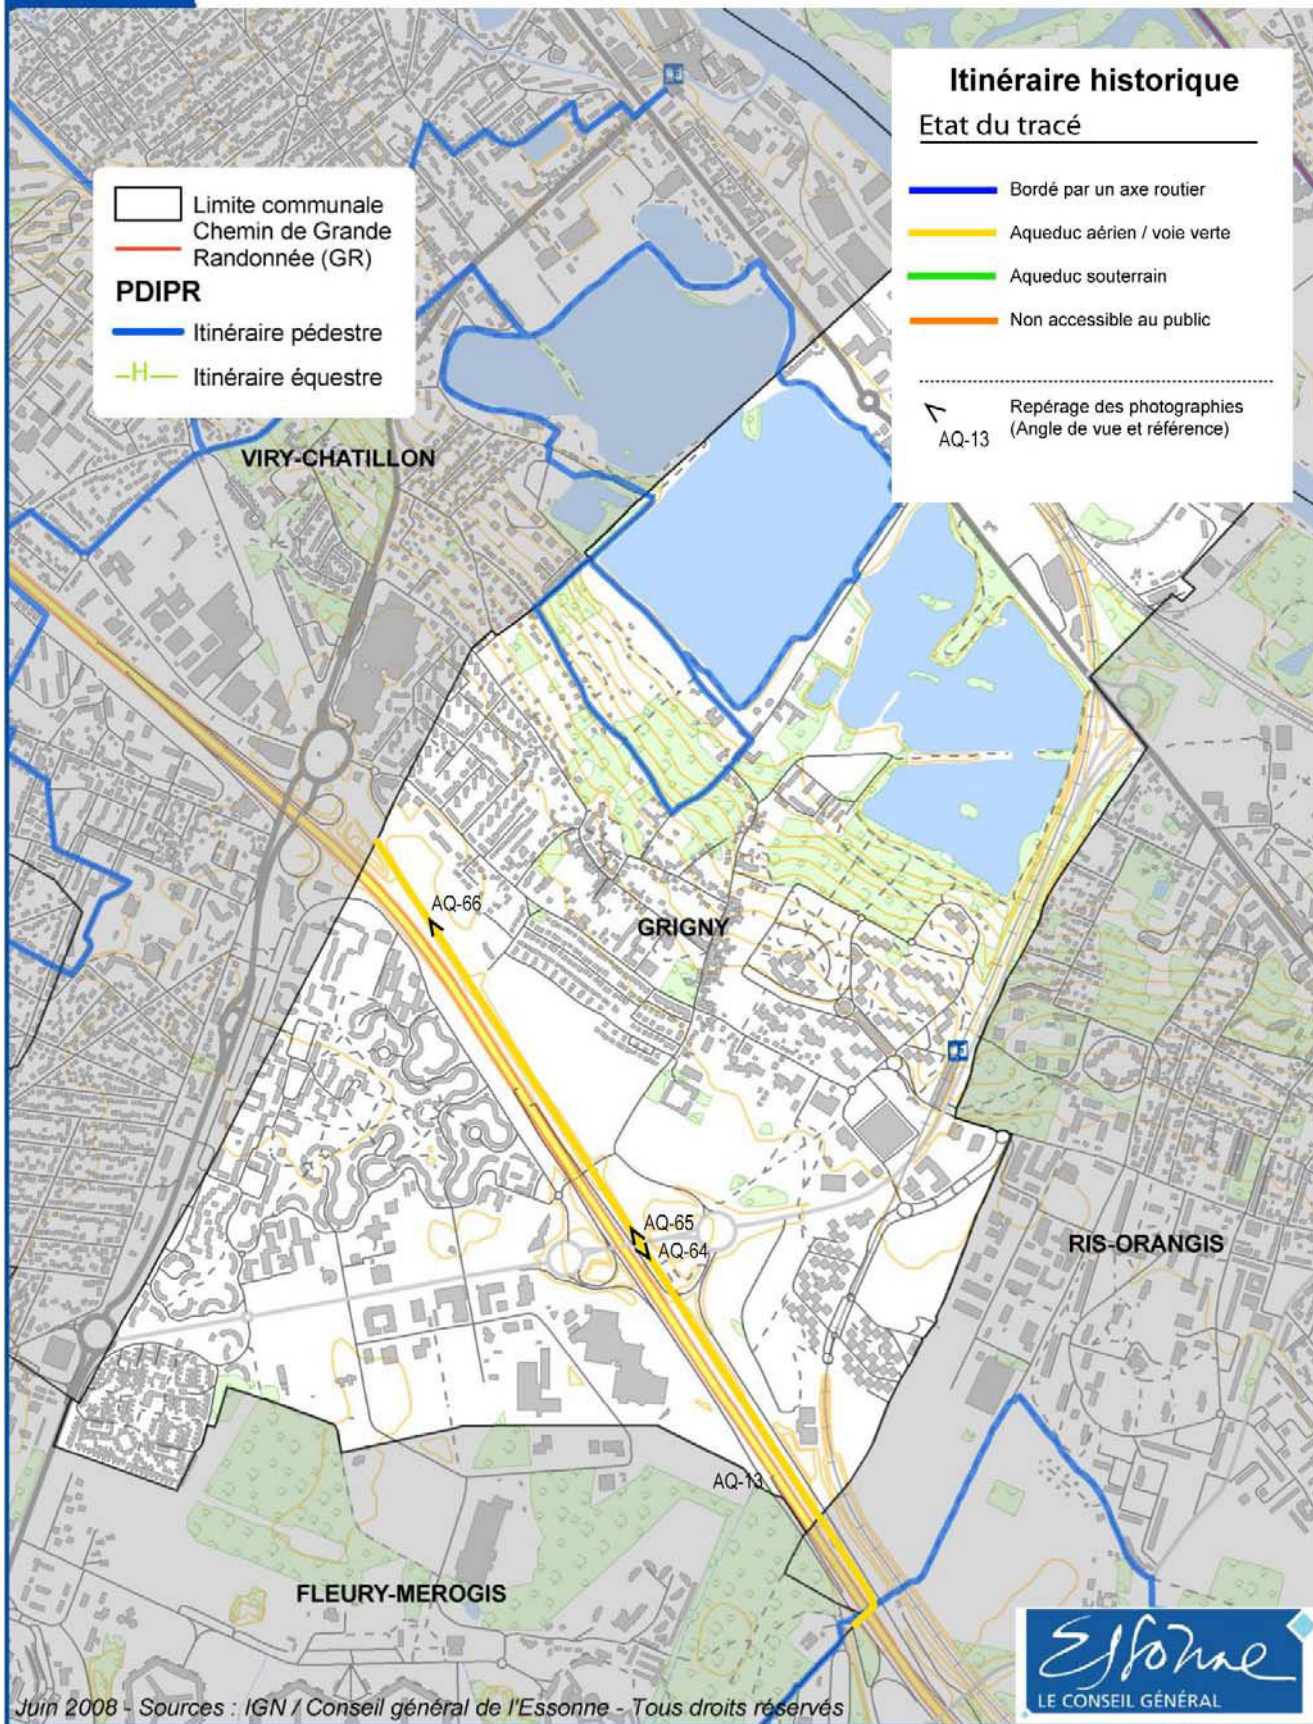 Itinéraire historique
Etat du tracé
Bordé par un axe routier
Aqueduc aérien / voie verte
Aqueduc souterrain
Non accessible au public
Repérage des photographies
(Angle de vue et référence)
AQ-13
Limite communale
Chemin de Grande
Randonnée (GR)
PDIPR
Itinéraire pédestre
-H- Itinéraire équestre
VIRY-CHATILLON
AQ-66
GRIGNY
AQ-65
AQ-64
RIS-ORANGIS
AQ-13
FLEURY-MEROGIS
Essonne
LE CONSEIL GÉNÉRAL
Juin 2008 - Sources : IGN / Conseil général de l'Essonne - Tous droits réservés